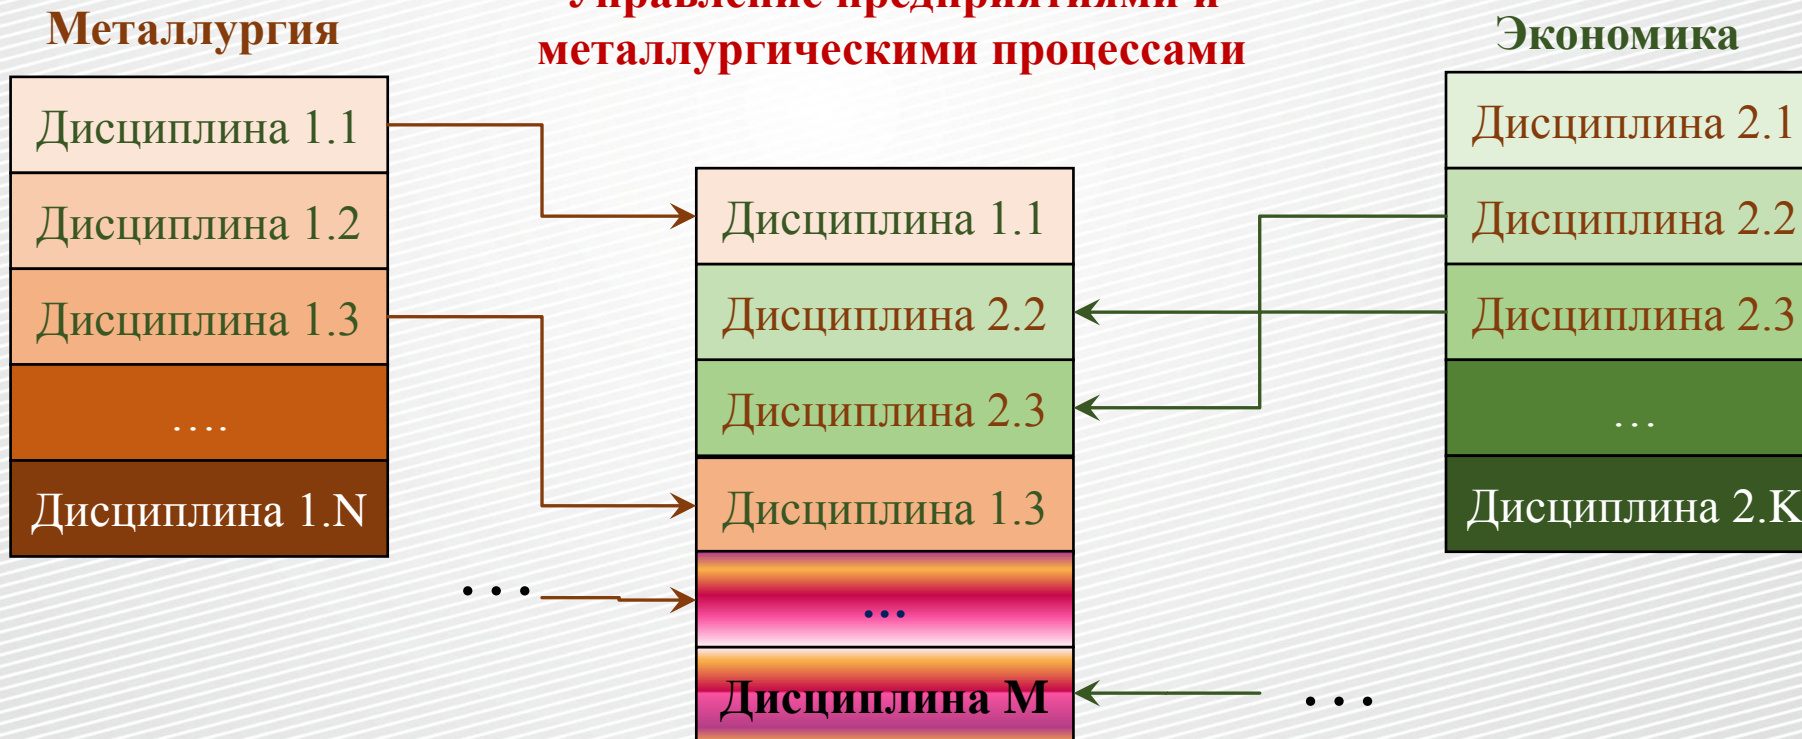 Металлургия
Управление предприятиями и
металлургическими процессами
Экономика
Дисциплина 1.1
Дисциплина 1.2
Дисциплина 1.3
....
Дисциплина 1.N
...
Дисциплина 1.1
Дисциплина 2.2
Дисциплина 2.3
Дисциплина 1.3
...
Дисциплина M
Дисциплина 2.1
Дисциплина 2.2
Дисциплина 2.3
...
Дисциплина 2.K
...